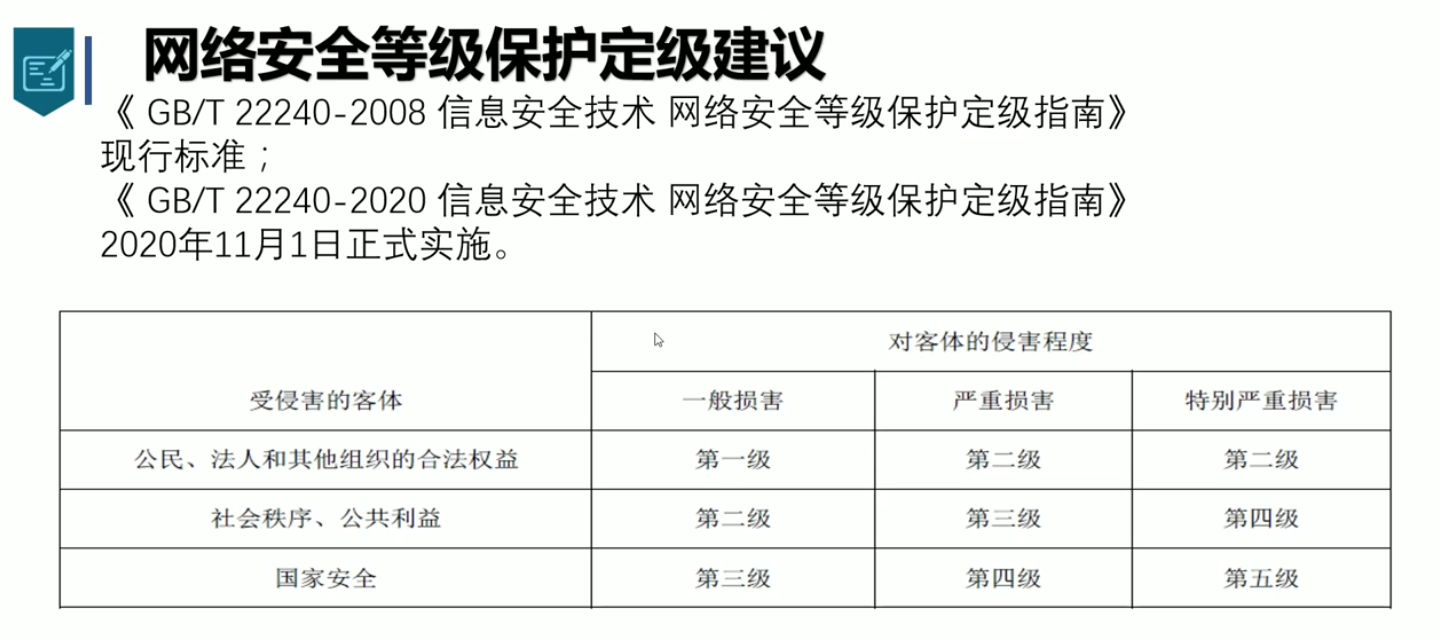 网络安全等级保护定级建议
《 GB/T 22240-2008 信息安全技术 网络安全等级保护定级指南》
现行标准；
《 GB/T 22240-2020 信息安全技术 网络安全等级保护定级指南》
2020年11月1日正式实施。
对客体的侵害程度
受侵害的客体 一般损害 严重损害 特别严重损害
公民、法人和其他组织的合法权益 第一级 第二级 第二级
社会秩序、公共利益 第二级 第三级 第四级
国家安全 第三级 第四级 第五级